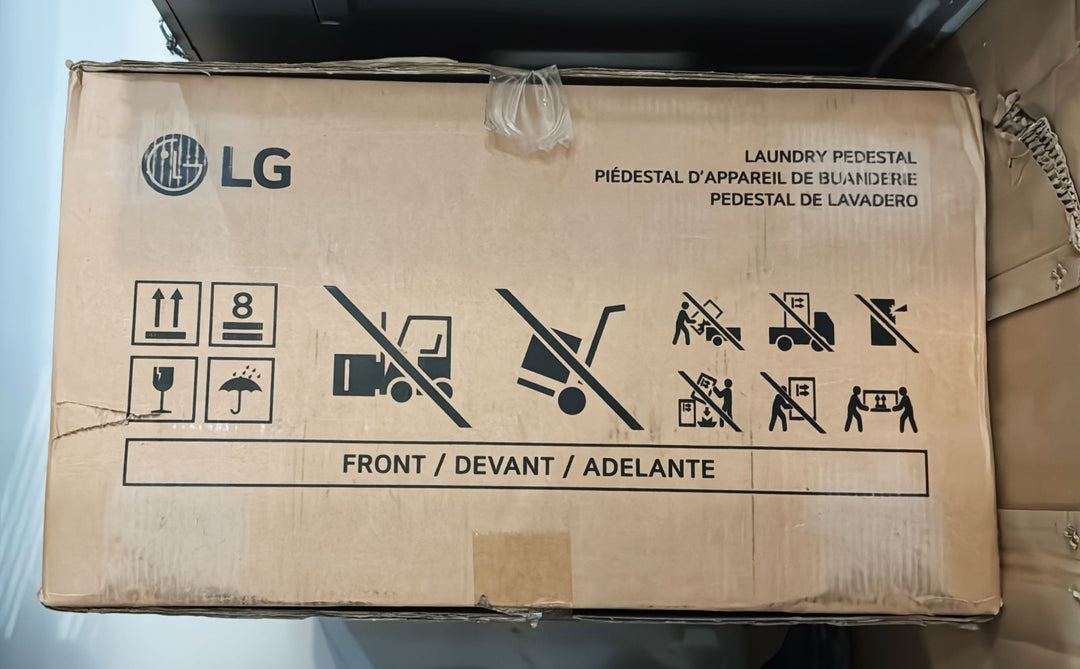 LG
LAUNDRY PEDESTAL
PIÉDESTAL D'APPAREIL DE BUANDERIE
PEDESTAL DE LAVADERO
8
FRONT / DEVANT / ADELANTE